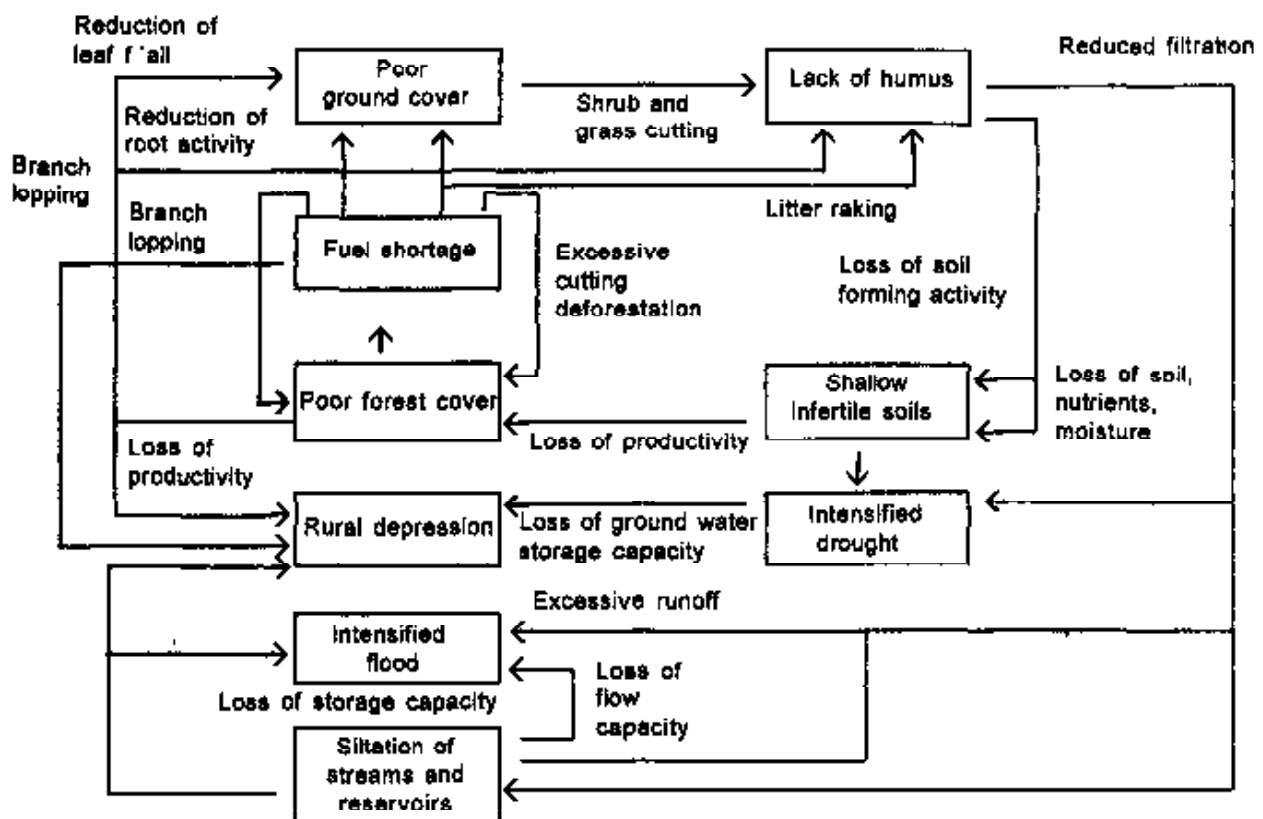 Reduction of
leaf f 'all
Poor
ground cover
Lack of humus
Reduced filtration
Shrub and
grass cutting
Reduction of
root activity
Branch
lopping
Branch
lopping
Litter raking
Fuel shortage
Excessive
cutting
deforestation
Loss of soil
forming activity
Poor forest cover
Shallow
infertile soils
Loss of soil,
nutrients,
moisture
Loss of productivity
Loss of
productivity
Rural depression
Loss of ground water
storage capacity
Intensified
drought
Excessive runoff
Intensified
flood
Loss of storage capacity
Loss of
flow
capacity
Siltation of
streams and
reservoirs